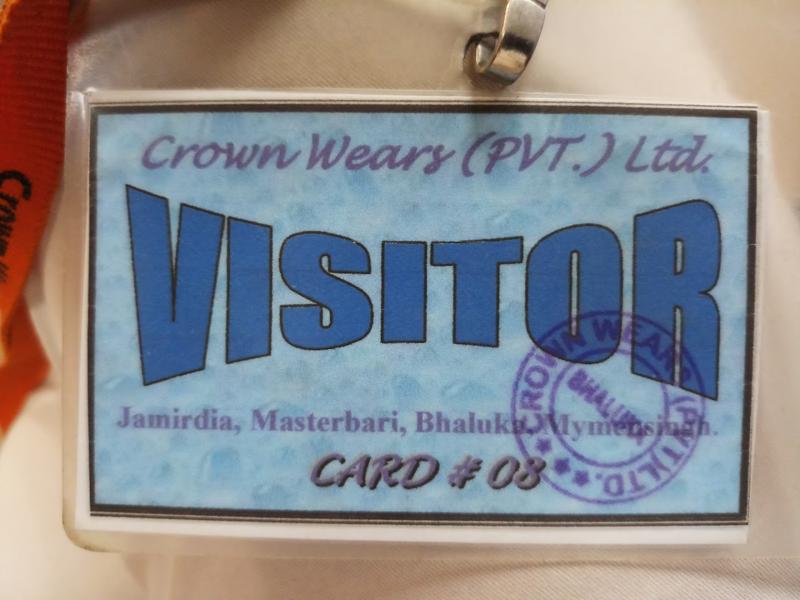 Crown Wears (PVT.) Ltd.
VISITOR
Jamirdia, Masterbari, Bhaluka, Mymensingh.
CARD # 08
CROWN WEARS (PVT)LTD.
BHALUKA
Crown